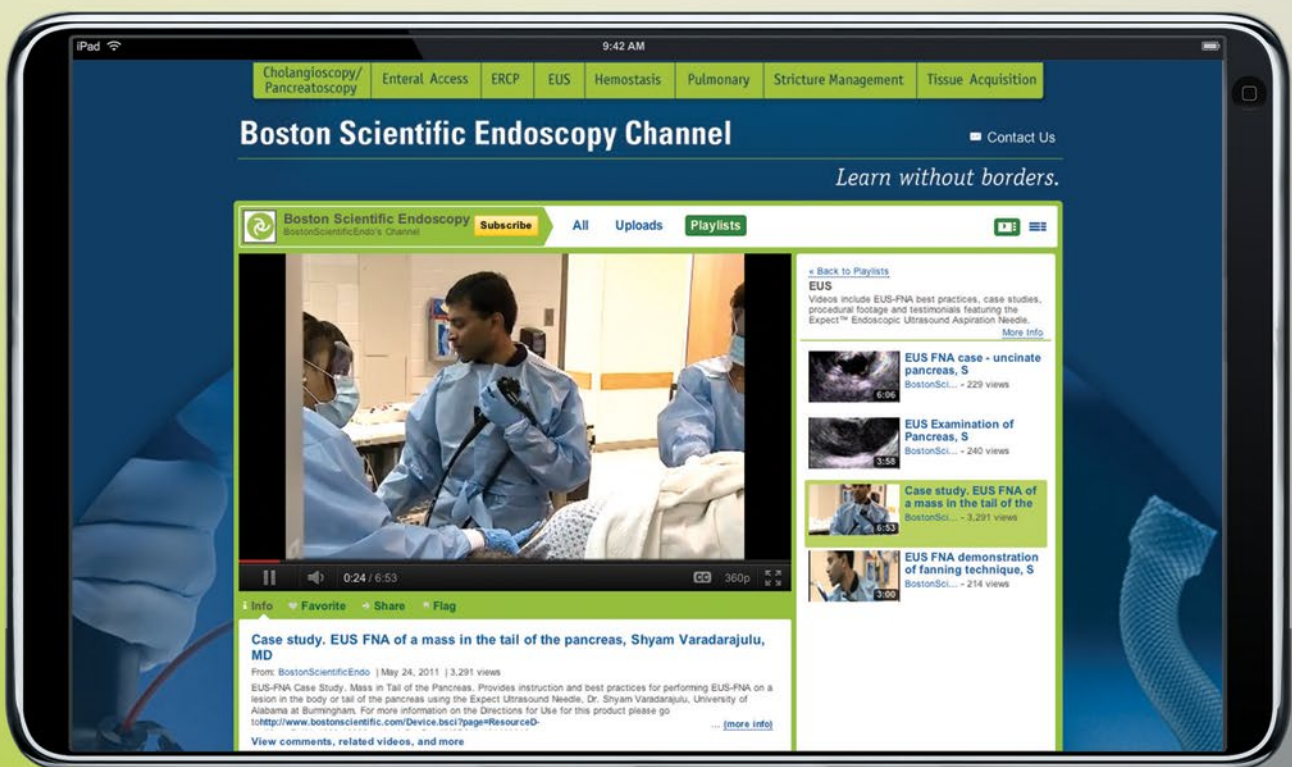 iPad
9:42 AM
Cholangioscopy/
Pancreatoscopy
Enteral Access
ERCP
EUS
Hemostasis
Pulmonary
Stricture Management
Tissue Acquisition
Boston Scientific Endoscopy Channel
Contact Us
Learn without borders.
Boston Scientific Endoscopy
BostonScientificEndo's Channel
Subscribe
All
Uploads
Playlists
« Back to Playlists
EUS
Videos include EUS-FNA best practices, case studies,
procedural footage and testimonials featuring the
Expect™ Endoscopic Ultrasound Aspiration Needle.
More Info
6:06
EUS FNA case - uncinate
pancreas, S
BostonSci... - 229 views
3:58
EUS Examination of
Pancreas, S
BostonSci... - 240 views
6:53
Case study. EUS FNA of
a mass in the tail of the
BostonSci... - 3,291 views
3:00
EUS FNA demonstration
of fanning technique, S
BostonSci... - 214 views
0:24 / 6:53
CC
360p
Info
Favorite
Share
Flag
Case study. EUS FNA of a mass in the tail of the pancreas, Shyam Varadarajulu,
MD
From: BostonScientificEndo | May 24, 2011 | 3,291 views
EUS-FNA Case Study. Mass in Tail of the Pancreas. Provides instruction and best practices for performing EUS-FNA on a
lesion in the body or tail of the pancreas using the Expect Ultrasound Needle, Dr. Shyam Varadarajulu, University of
Alabama at Burmingham. For more information on the Directions for Use for this product please go
tohttp://www.bostonscientific.com/Device.bsci?page=ResourceD-
... (more info)
View comments, related videos, and more